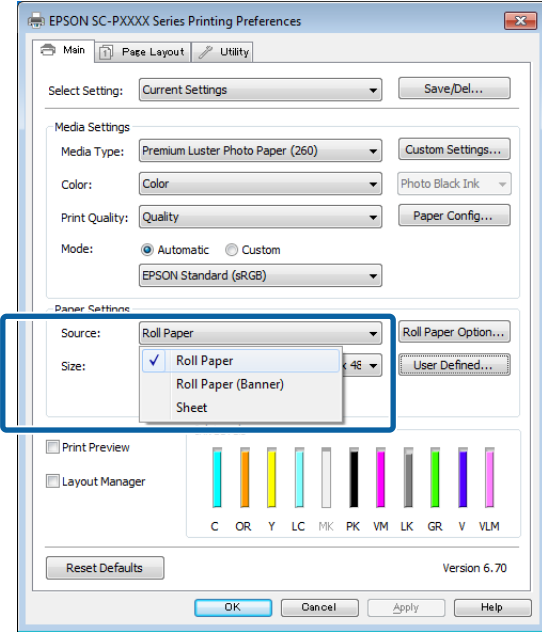 EPSON SC-PXXXX Series Printing Preferences
Main Page Layout Utility
Select Setting: Current Settings Save/Del...
Media Settings
Media Type: Premium Luster Photo Paper (260) Custom Settings...
Color: Color Photo Black Ink
Print Quality: Quality Paper Config...
Mode: Automatic Custom
EPSON Standard (sRGB)
Paper Settings
Source: Roll Paper Roll Paper Option...
Roll Paper
Size: x 48 User Defined...
Roll Paper (Banner)
Sheet
Print Preview
Layout Manager
C OR Y LC MK PK VM LK GR V VLM
Reset Defaults Version 6.70
OK Cancel Apply Help